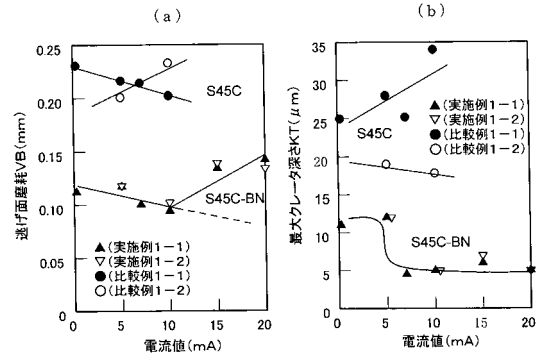 (a)
0.25
0.20
0.15
0.10
0.05
0.00
逃げ面磨耗VB(mm)
S45C
S45C-BN
▲(実施例1-1)
▽(実施例1-2)
●(比較例1-1)
○(比較例1-2)
0 5 10 15 20
電流値(mA)
(b)
35
30
25
20
15
10
5
0
最大クレータ深さKT(μm)
S45C
▲(実施例1-1)
▽(実施例1-2)
●(比較例1-1)
○(比較例1-2)
S45C-BN
0 5 10 15 20
電流値(mA)